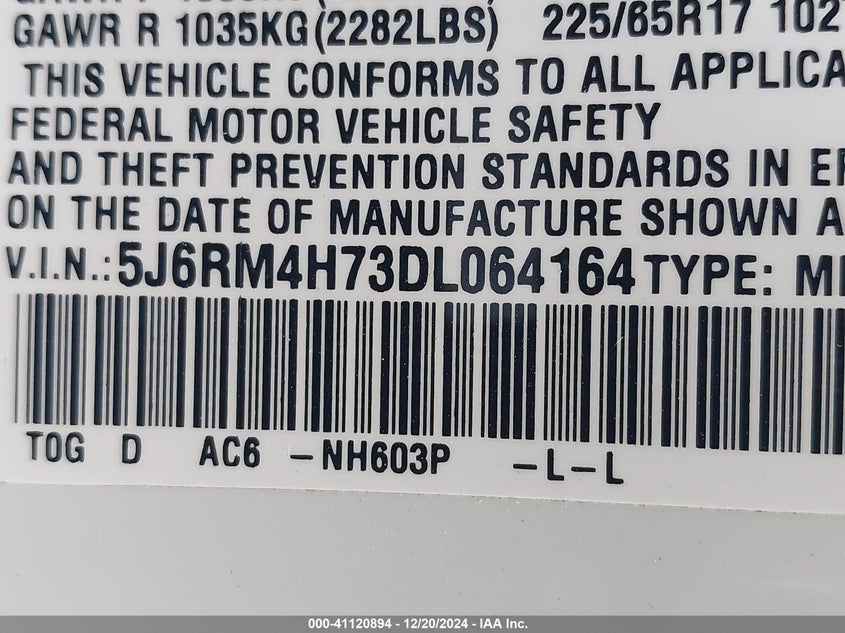 GAWR R 1035KG(2282LBS) 225/65R17 102
THIS VEHICLE CONFORMS TO ALL
FEDERAL MOTOR VEHICLE SAFETY
AND THEFT PREVENTION STANDARDS IN
ON THE DATE OF MANUFACTURE SHOWN
V.I.N.:5J6RM4H73DL064164 TYPE:
TOG D AC6 -NH603P -L-L
000-41120894 - 12/20/2024 - IAA Inc.